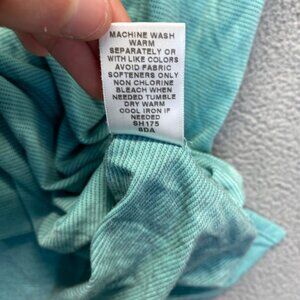 MACHINE WASH
WARM
SEPARATELY OR
WITH LIKE COLORS
AVOID FABRIC
SOFTENERS ONLY
NON CHLORINE
BLEACH WHEN
NEEDED TUMBLE
DRY WARM
COOL IRON IF
NEEDED
SH175
SDA